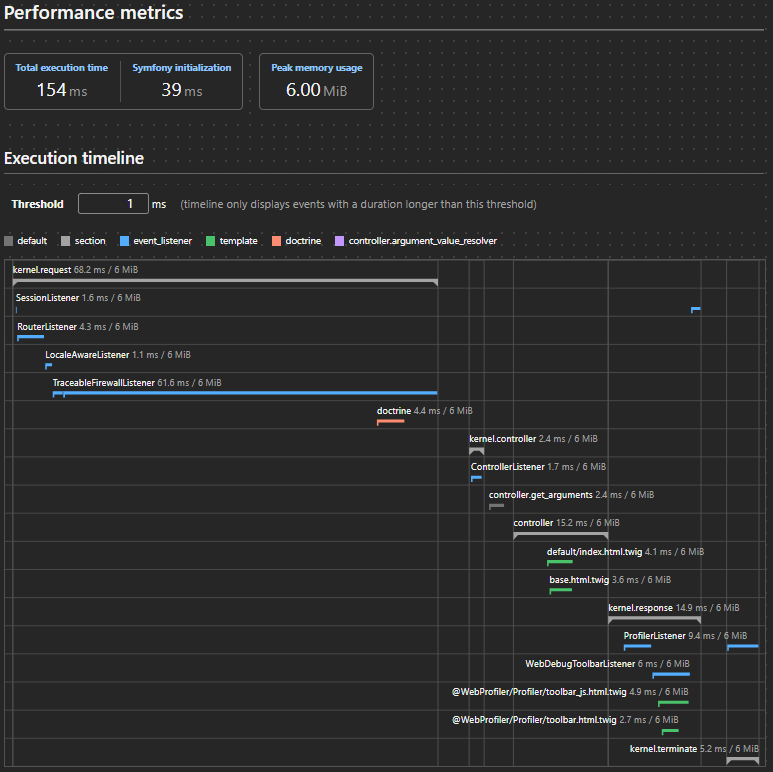 Performance metrics
Total execution time Symfony initialization Peak memory usage
154 ms 39 ms 6.00 MiB
Execution timeline
Threshold 1 ms (timeline only displays events with a duration longer than this threshold)
default section event_listener template doctrine controller.argument_value_resolver
kernel.request 68.2 ms / 6 MiB
SessionListener 1.6 ms / 6 MiB
RouterListener 4.3 ms / 6 MiB
LocaleAwareListener 1.1 ms / 6 MiB
TraceableFirewallListener 61.6 ms / 6 MiB
doctrine 4.4 ms / 6 MiB
kernel.controller 2.4 ms / 6 MiB
ControllerListener 1.7 ms / 6 MiB
controller.get_arguments 2.4 ms / 6 MiB
controller 15.2 ms / 6 MiB
default/index.html.twig 4.1 ms / 6 MiB
base.html.twig 3.6 ms / 6 MiB
kernel.response 14.9 ms / 6 MiB
ProfilerListener 9.4 ms / 6 MiB
WebDebugToolbarListener 6 ms / 6 MiB
@WebProfiler/Profiler/toolbar_js.html.twig 4.9 ms / 6 MiB
@WebProfiler/Profiler/toolbar.html.twig 2.7 ms / 6 MiB
kernel.terminate 5.2 ms / 6 MiB